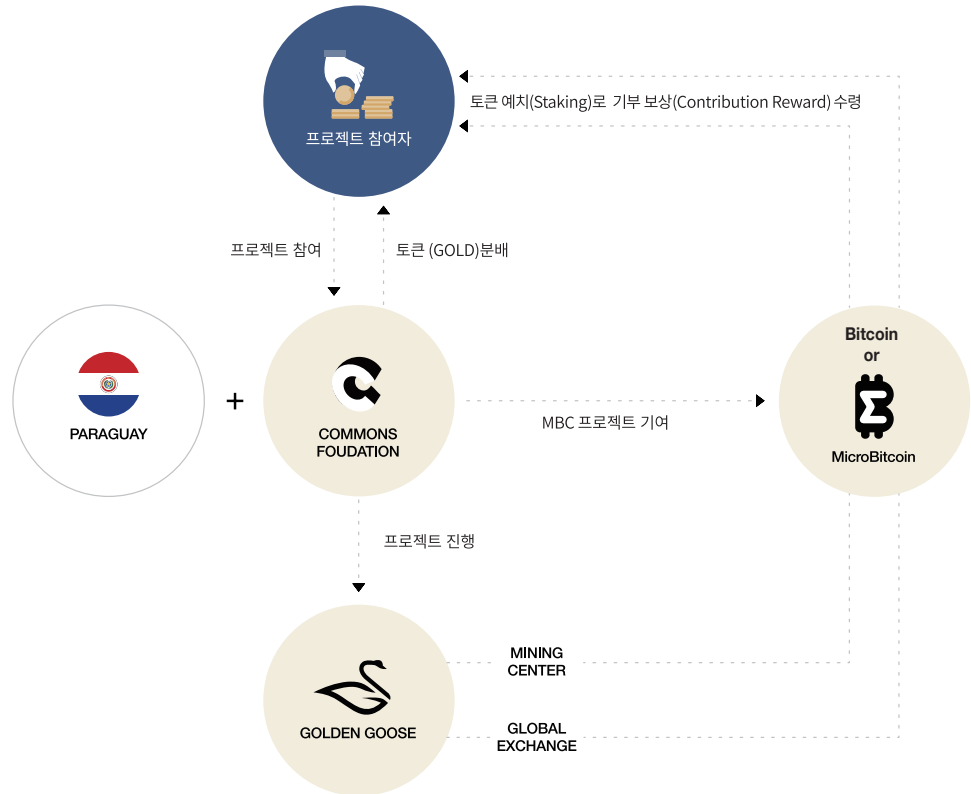 프로젝트 참여자
토큰 예치(Staking)로 기부 보상(Contribution Reward) 수령
프로젝트 참여
토큰 (GOLD)분배
PARAGUAY
+
COMMONS
FOUDATION
MBC 프로젝트 기여
Bitcoin
or
MicroBitcoin
프로젝트 진행
GOLDEN GOOSE
MINING
CENTER
GLOBAL
EXCHANGE